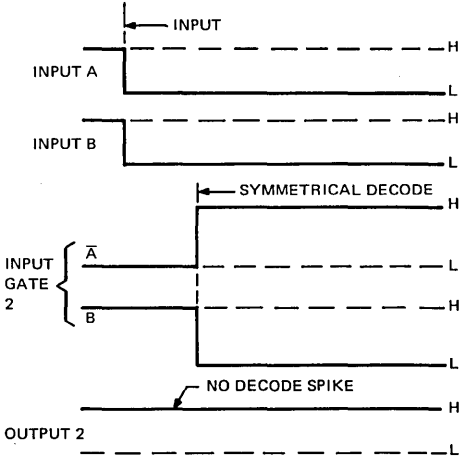 INPUT
H
INPUT A
L
H
INPUT B
L
SYMMETRICAL DECODE
H
A̅
L
INPUT
GATE
2
H
B
L
NO DECODE SPIKE
H
OUTPUT 2
L